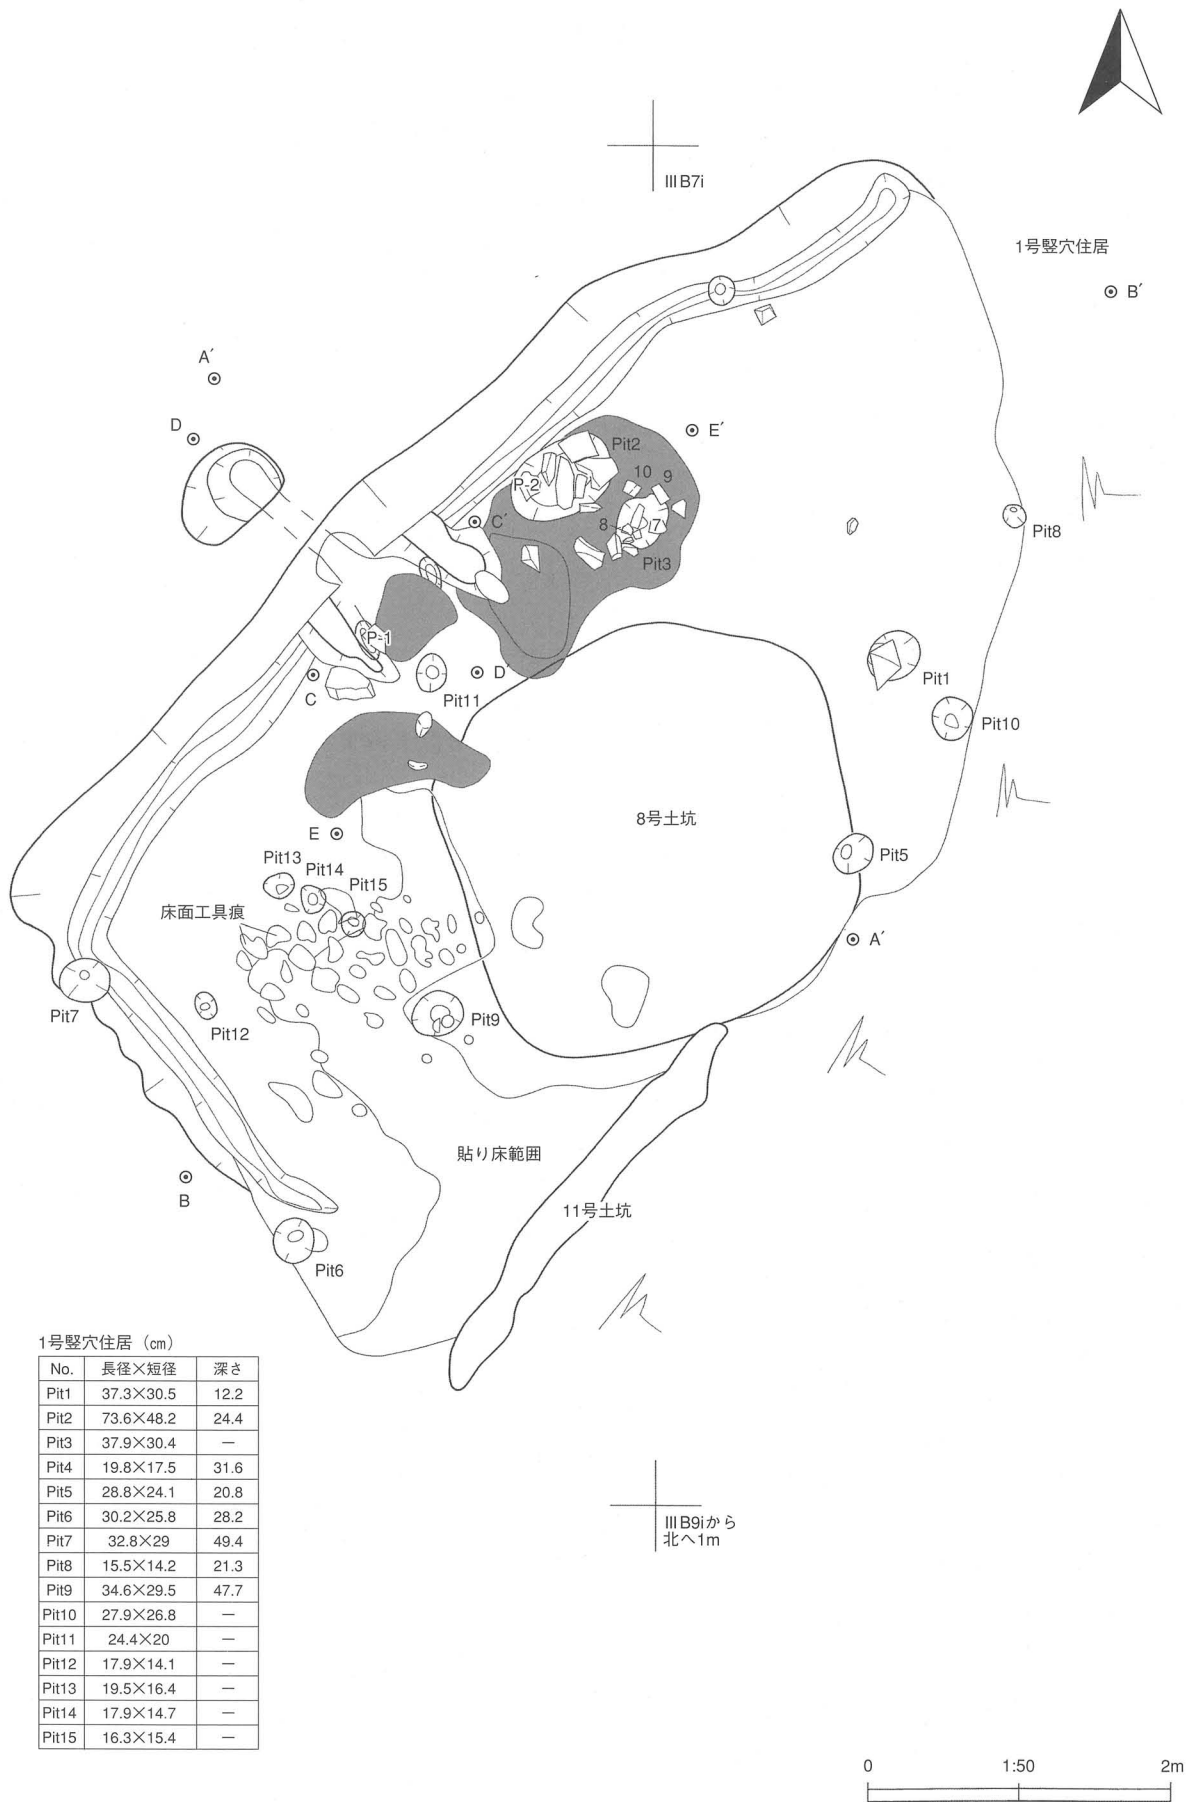 ⅢB7i
1号竪穴住居
B′
A′
D
E′
Pit2
10
9
P-2
C′
8
7
Pit3
Pit8
P-1
D′
C
Pit11
Pit1
Pit10
8号土坑
E
Pit5
Pit13
Pit14
Pit15
床面工具痕
A′
Pit7
Pit12
Pit9
貼り床範囲
B
11号土坑
Pit6
1号竪穴住居（㎝）
No. 長径×短径 深さ
Pit1 37.3×30.5 12.2
Pit2 73.6×48.2 24.4
Pit3 37.9×30.4 －
Pit4 19.8×17.5 31.6
Pit5 28.8×24.1 20.8
Pit6 30.2×25.8 28.2
Pit7 32.8×29 49.4
Pit8 15.5×14.2 21.3
Pit9 34.6×29.5 47.7
Pit10 27.9×26.8 －
Pit11 24.4×20 －
Pit12 17.9×14.1 －
Pit13 19.5×16.4 －
Pit14 17.9×14.7 －
Pit15 16.3×15.4 －
ⅢB9iから
北へ1m
0 1:50 2m